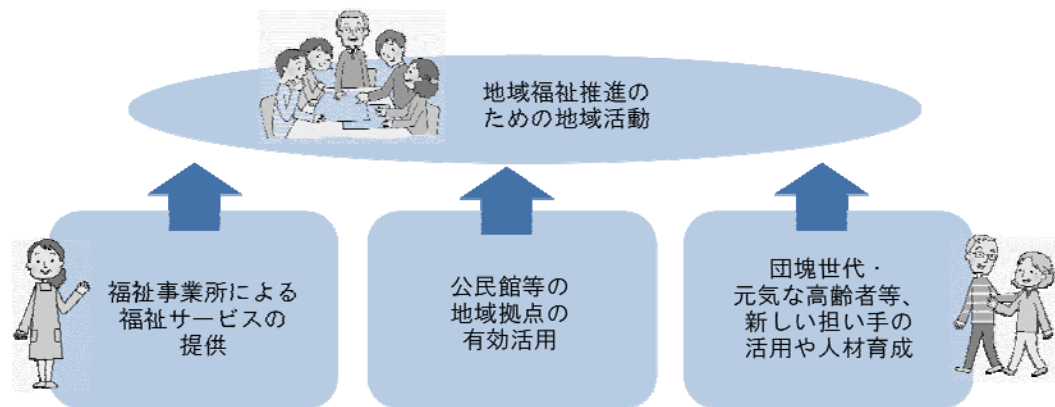 地域福祉推進の
ための地域活動
福祉事業所による
福祉サービスの
提供
公民館等の
地域拠点の
有効活用
団塊世代・
元気な高齢者等、
新しい担い手の
活用や人材育成